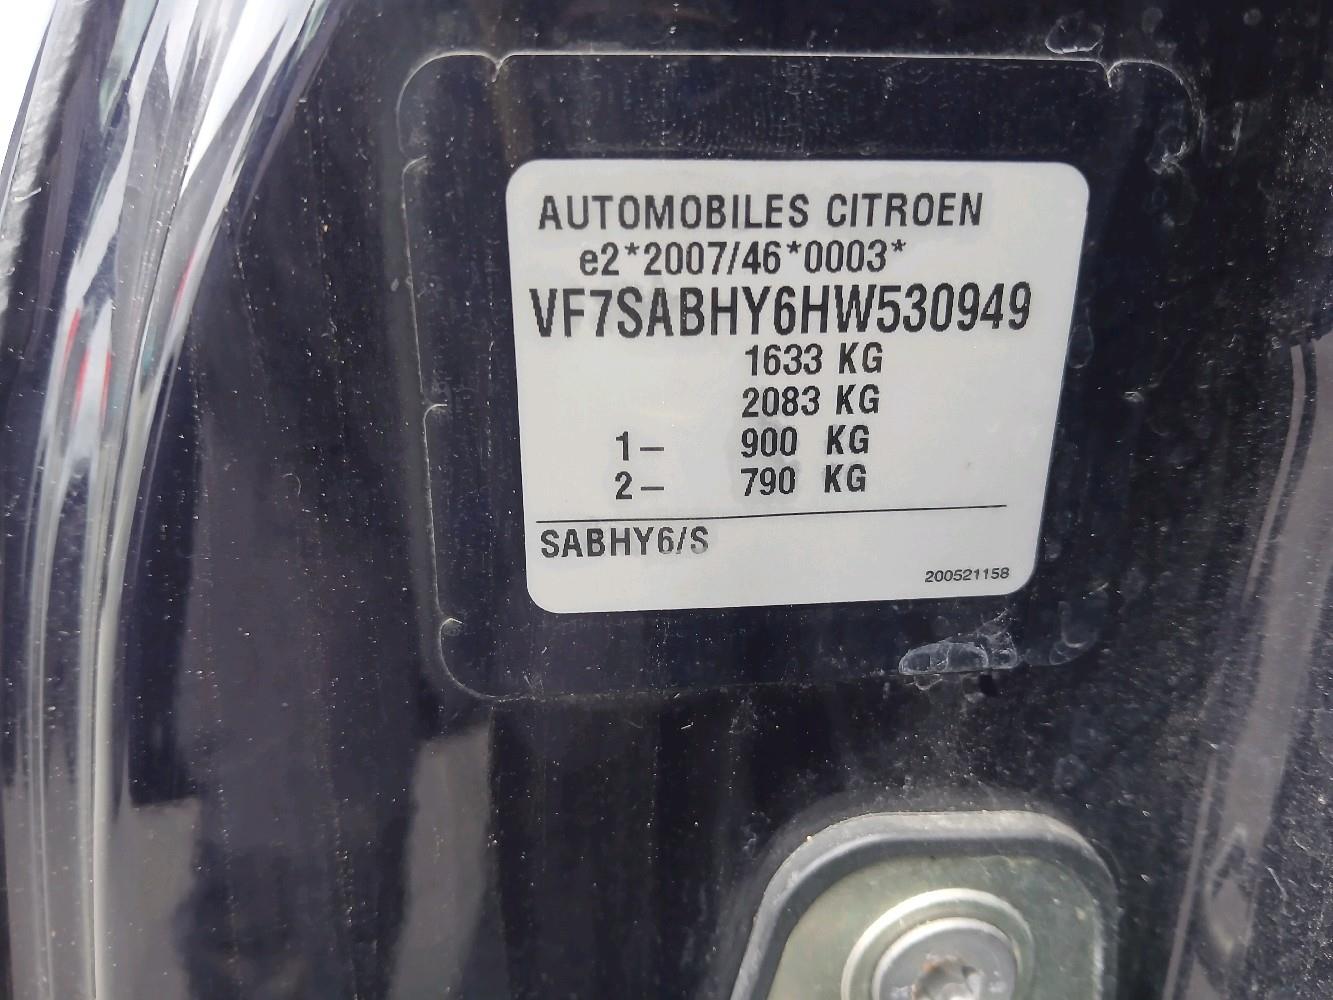 AUTOMOBILES CITROEN
e2*2007/46*0003*
VF7SABHY6HW530949
1633 KG
2083 KG
1– 900 KG
2– 790 KG
SABHY6/S
200521158